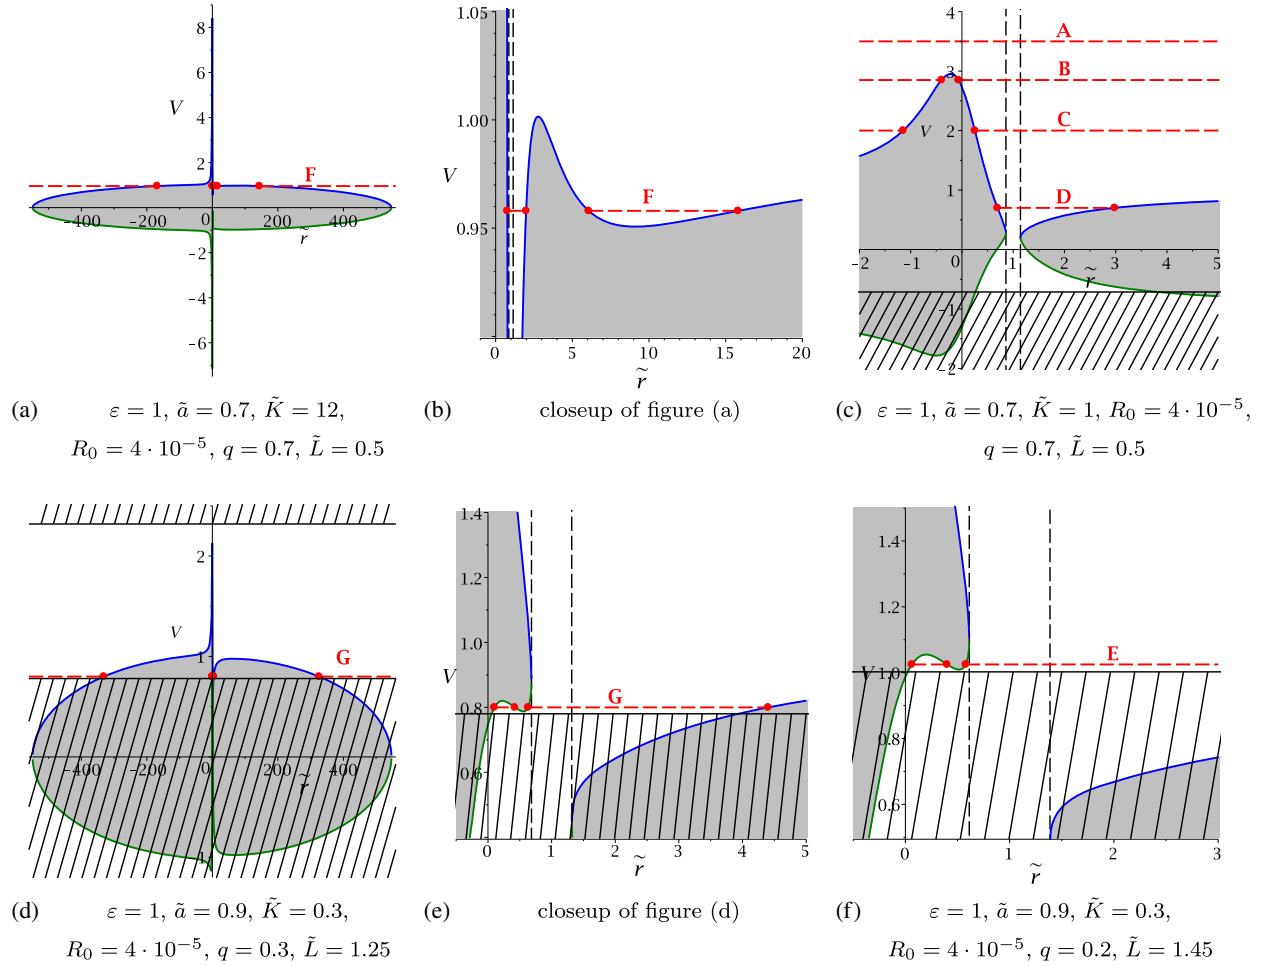 8
6
V
4
2
F
-400
-200
0
200
400
r̃
-2
-4
-6
(a) ε = 1, ã = 0.7, K̃ = 12,
R₀ = 4 · 10⁻⁵, q = 0.7, L̃ = 0.5
1.05
1.00
V
F
0.95
0
5
10
15
20
r̃
(b) closeup of figure (a)
4
A
3
B
C
V
2
1
D
-2
-1
0
1
2
3
4
5
r̃
-1
-2
(c) ε = 1, ã = 0.7, K̃ = 1, R₀ = 4 · 10⁻⁵,
q = 0.7, L̃ = 0.5
2
V
1
G
-400
-200
0
200
400
r̃
-1
(d) ε = 1, ã = 0.9, K̃ = 0.3,
R₀ = 4 · 10⁻⁵, q = 0.3, L̃ = 1.25
1.4
1.2
1.0
V
0.8
G
0.6
0
1
2
3
4
5
r̃
(e) closeup of figure (d)
1.4
1.2
E
V
1.0
0.8
0.6
0
1
2
3
r̃
(f) ε = 1, ã = 0.9, K̃ = 0.3,
R₀ = 4 · 10⁻⁵, q = 0.2, L̃ = 1.45